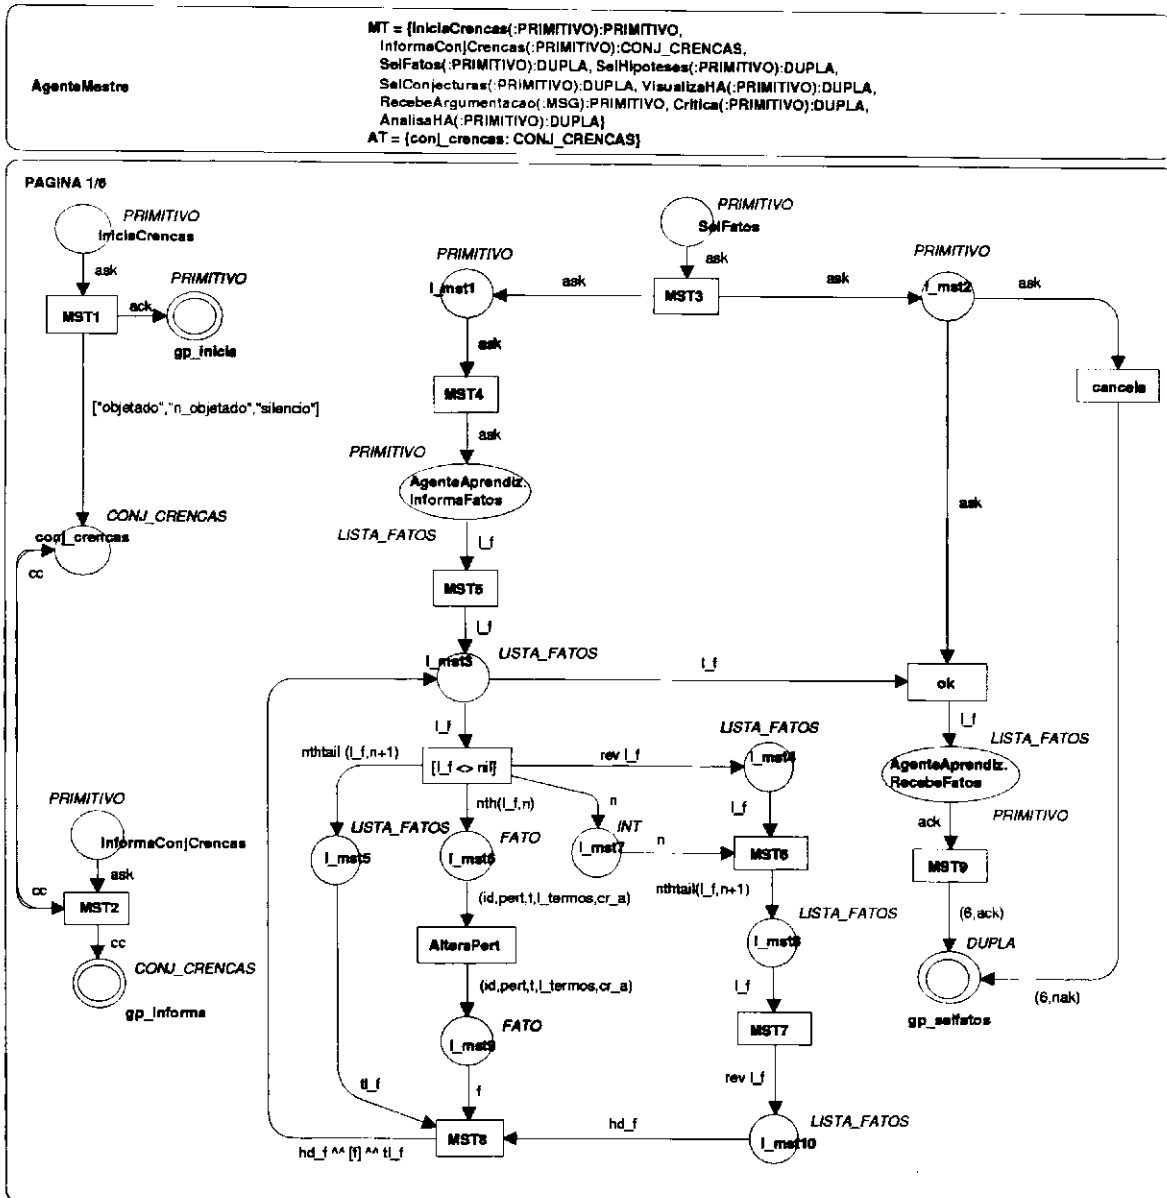 AgenteMestre
MT = {IniciaCrencas(:PRIMITIVO):PRIMITIVO,
InformaConjCrencas(:PRIMITIVO):CONJ_CRENCAS,
SelFatos(:PRIMITIVO):DUPLA, SelHipoteses(:PRIMITIVO):DUPLA,
SelConjecturas(:PRIMITIVO):DUPLA, VisualizaHA(:PRIMITIVO):DUPLA,
RecebeArgumentacao(:MSG):PRIMITIVO, Critica(:PRIMITIVO):DUPLA,
AnalisaHA(:PRIMITIVO):DUPLA}
AT = {conj_crencas: CONJ_CRENCAS}
PAGINA 1/6
PRIMITIVO
IniciaCrencas
ask
PRIMITIVO
MST1
ack
gp_inicia
["objetado","n_objetado","silencio"]
CONJ_CRENCAS
conj_crencas
cc
PRIMITIVO
InformaConjCrencas
ask
cc
MST2
cc
CONJ_CRENCAS
gp_informa
PRIMITIVO
SelFatos
ask
MST3
ask
ask
PRIMITIVO
l_mst1
ask
MST4
ask
PRIMITIVO
AgenteAprendiz.
InformaFatos
LISTA_FATOS
l_f
MST5
l_f
LISTA_FATOS
l_mst3
l_f
l_f
[l_f <> nil]
nthtail (l_f,n+1)
rev l_f
nth(l_f,n)
n
LISTA_FATOS
l_mst5
FATO
l_mst6
INT
l_mst7
n
LISTA_FATOS
l_mst4
l_f
MST6
nthtail(l_f,n+1)
LISTA_FATOS
l_mst8
l_f
MST7
rev l_f
LISTA_FATOS
l_mst10
hd_f
(id,pert,t,l_termos,cr_a)
AlteraPert
(id,pert,t,l_termos,cr_a)
FATO
l_mst9
f
tl_f
MST8
hd_f ^^ [f] ^^ tl_f
PRIMITIVO
l_mst2
ask
cancela
ask
ok
l_f
LISTA_FATOS
AgenteAprendiz.
RecebeFatos
PRIMITIVO
ack
MST9
(6,ack)
DUPLA
(6,nak)
gp_selfatos